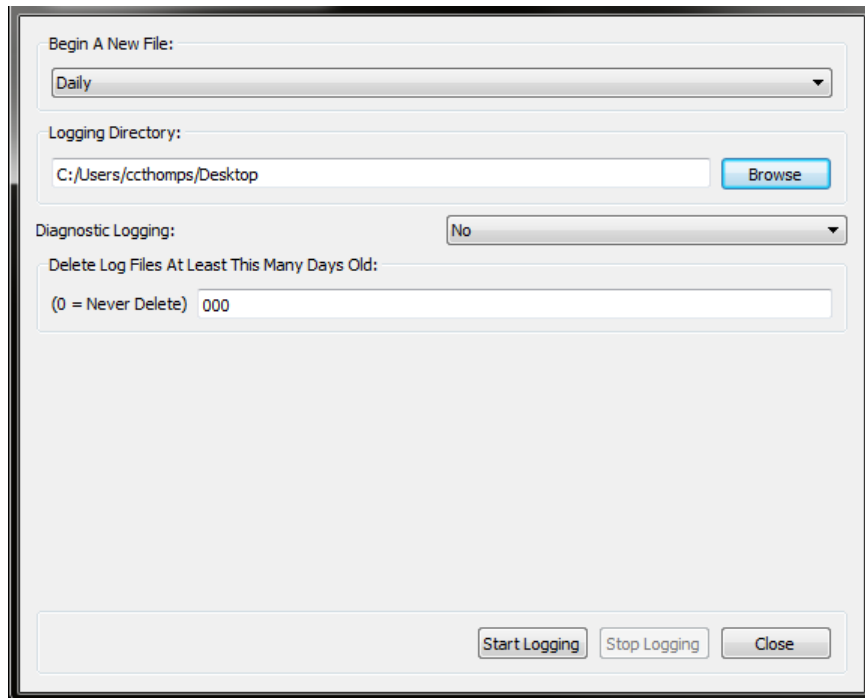 Begin A New File:
Daily
Logging Directory:
C:/Users/ccthomps/Desktop
Browse
Diagnostic Logging:
No
Delete Log Files At Least This Many Days Old:
(0 = Never Delete)
000
Start Logging
Stop Logging
Close